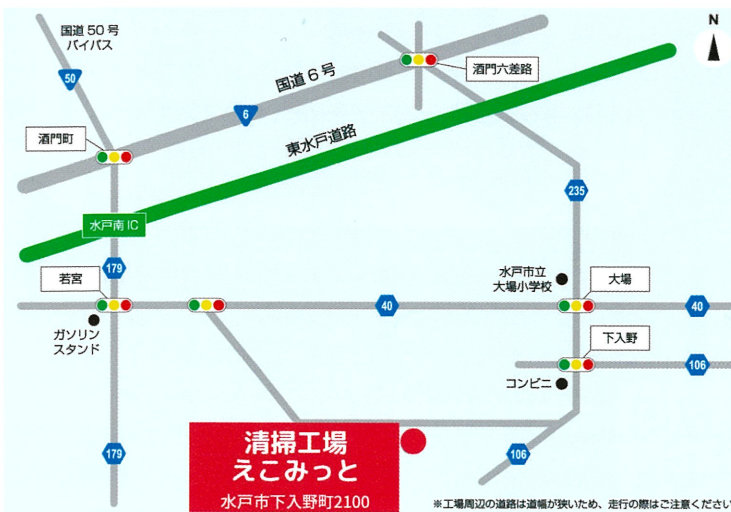 国道50号
バイパス
N
50
国道6号
酒門六差路
6
酒門町
東水戸道路
235
水戸南IC
179
若宮
水戸市立
大場小学校
大場
40
40
ガソリン
スタンド
下入野
106
コンビニ
清掃工場
えこみっと
水戸市下入野町2100
179
106
※工場周辺の道路は道幅が狭いため、走行の際はご注意ください